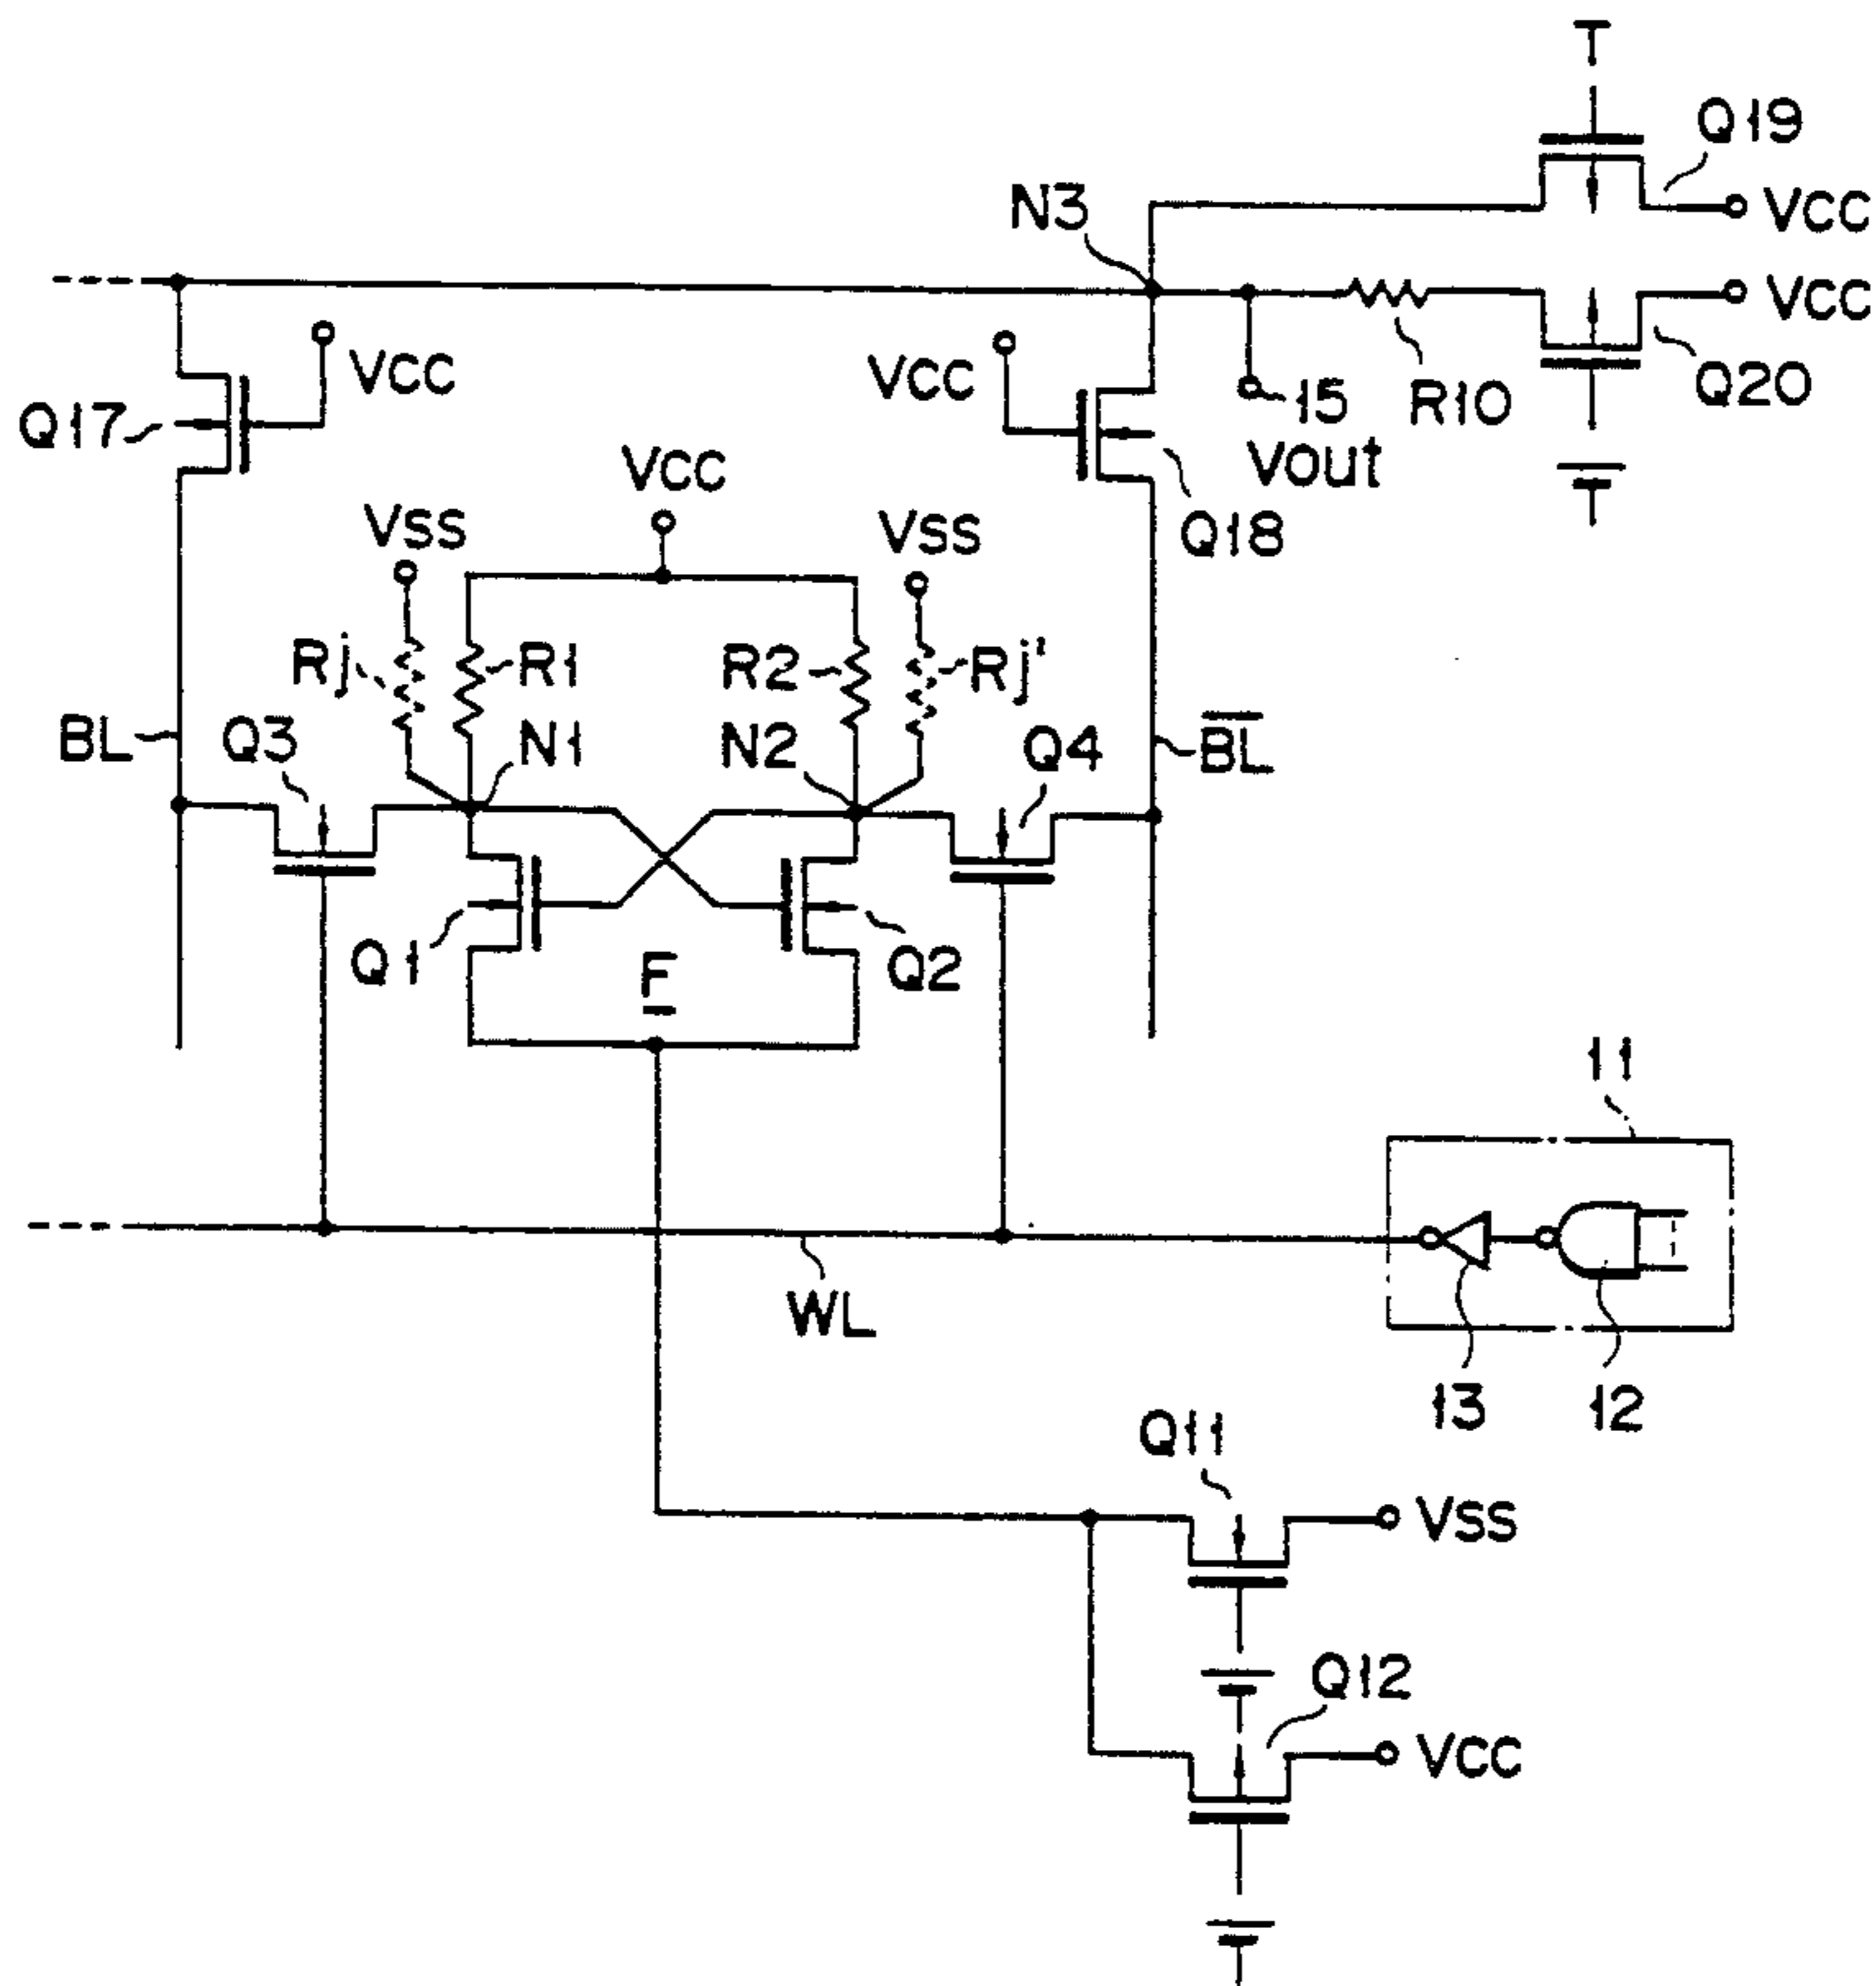 Q19
N3
VCC
VCC
VCC
VCC
15
R10
Q20
Q17
Vout
VCC
Q18
VSS
VSS
Rj
R1
R2
Rj'
BL
Q3
N1
N2
Q4
BL
Q1
F
Q2
11
WL
13
12
Q11
VSS
Q12
VCC